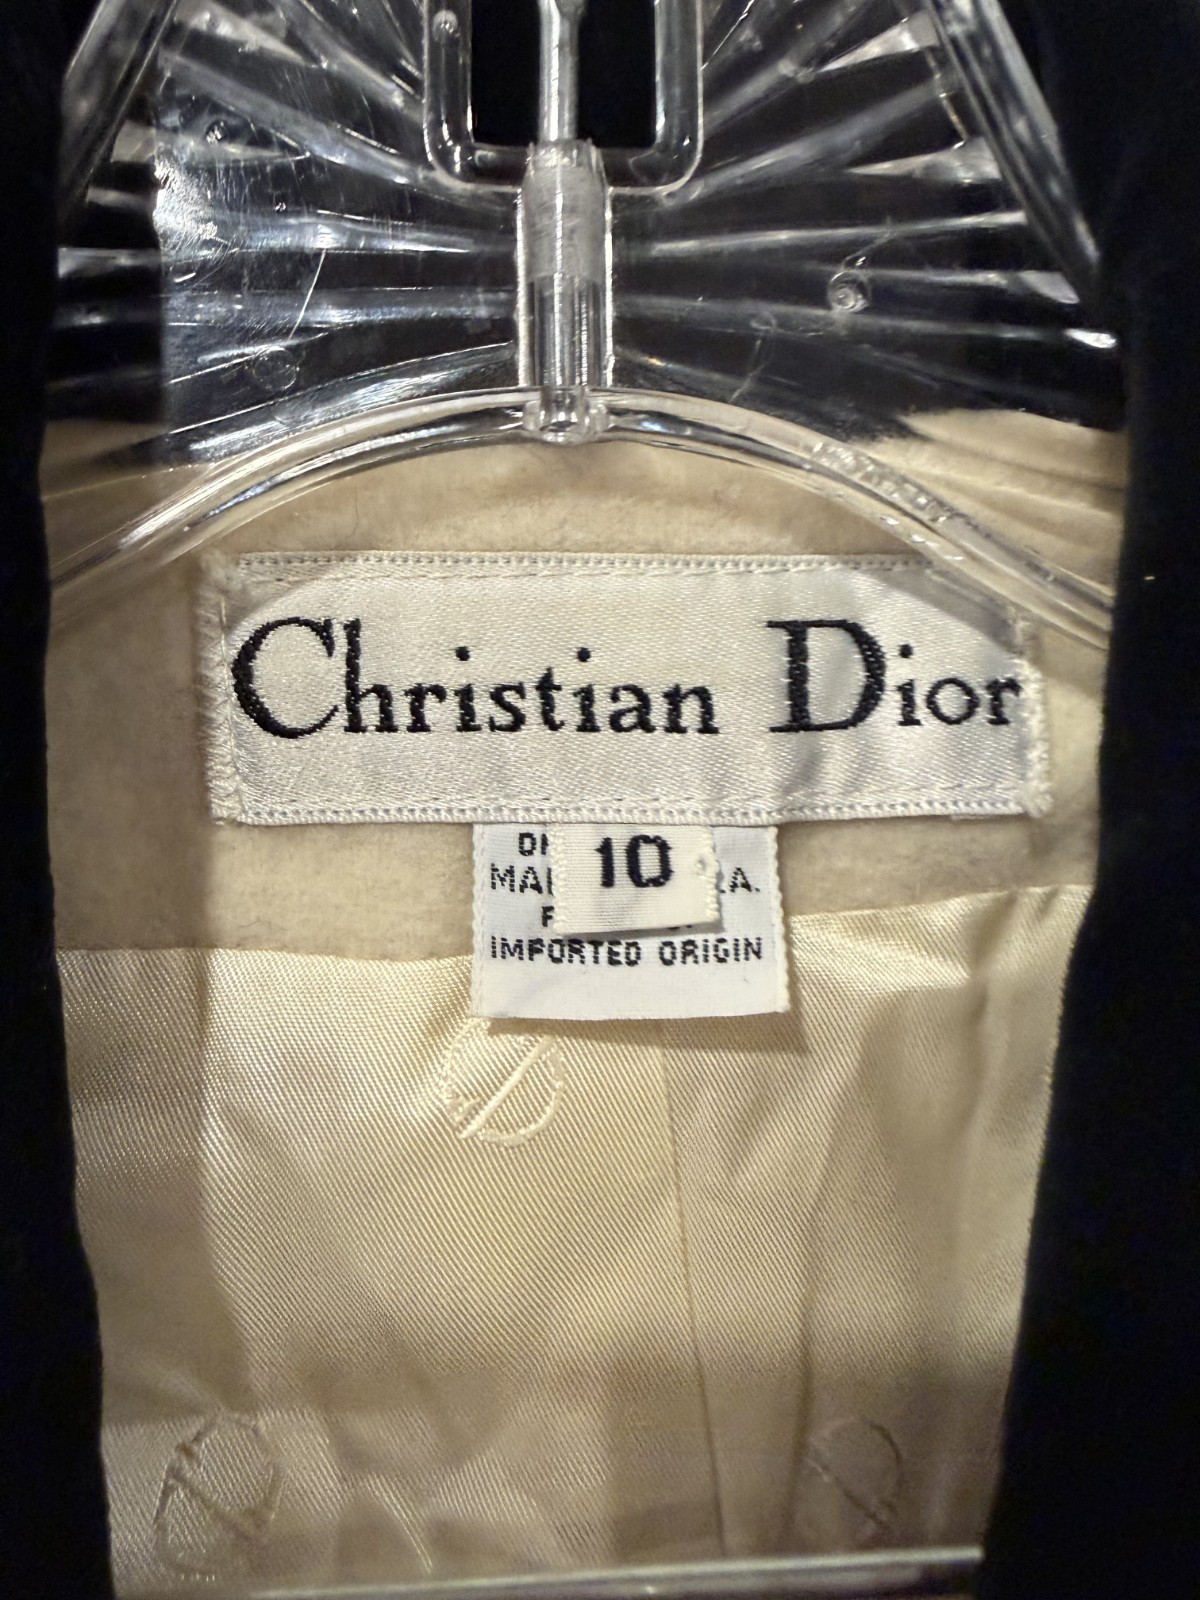 Christian Dior
10
IMPORTED ORIGIN